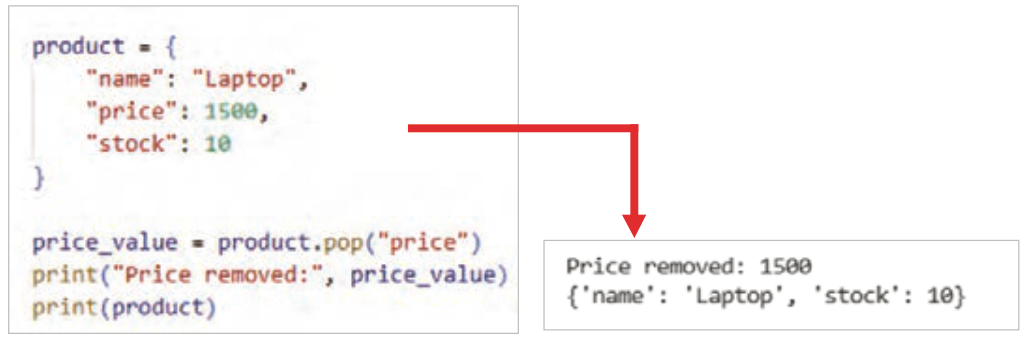 product = {
    "name": "Laptop",
    "price": 1500,
    "stock": 10
}
price_value = product.pop("price")
print("Price removed:", price_value)
print(product)
Price removed: 1500
{'name': 'Laptop', 'stock': 10}